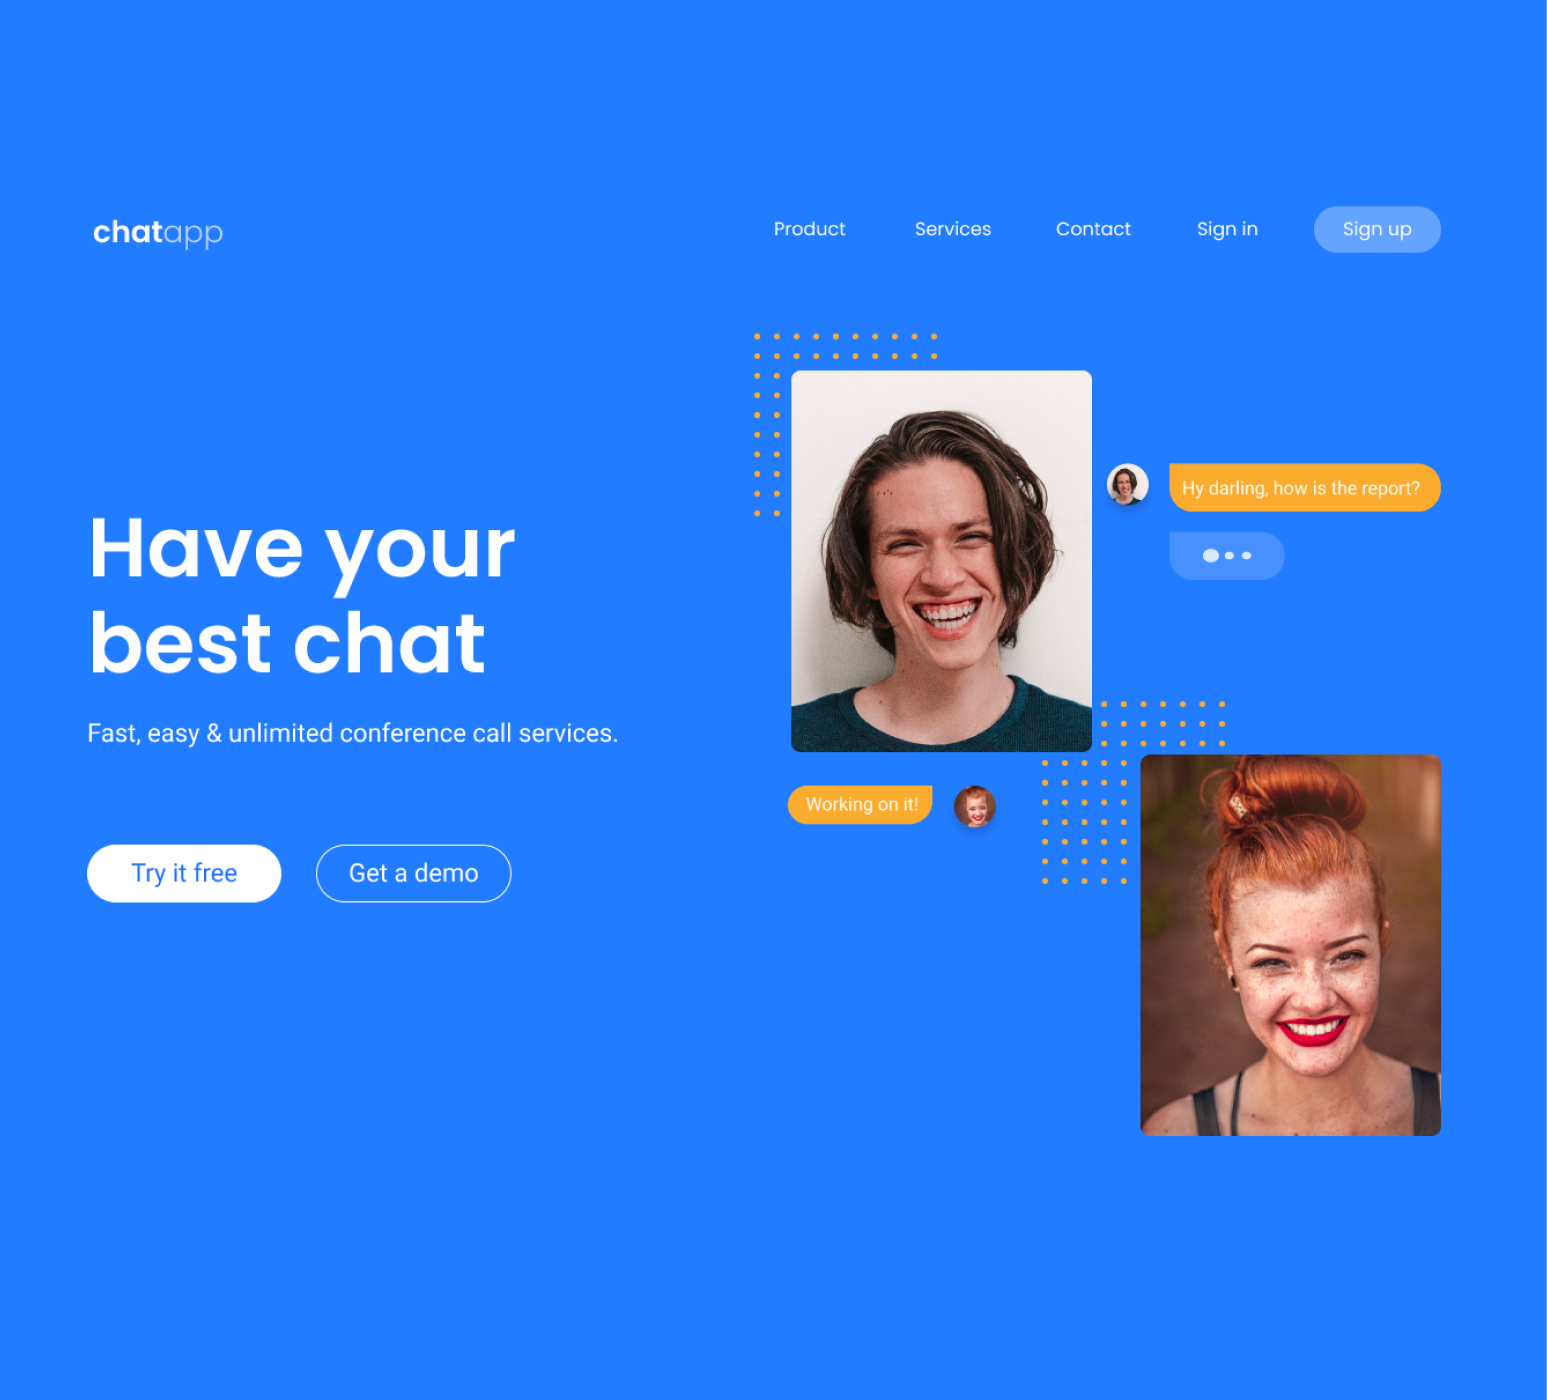 chatapp
Product Services Contact Sign in Sign up
Have your
best chat
Fast, easy & unlimited conference call services.
Try it free Get a demo
Hy darling, how is the report?
Working on it!